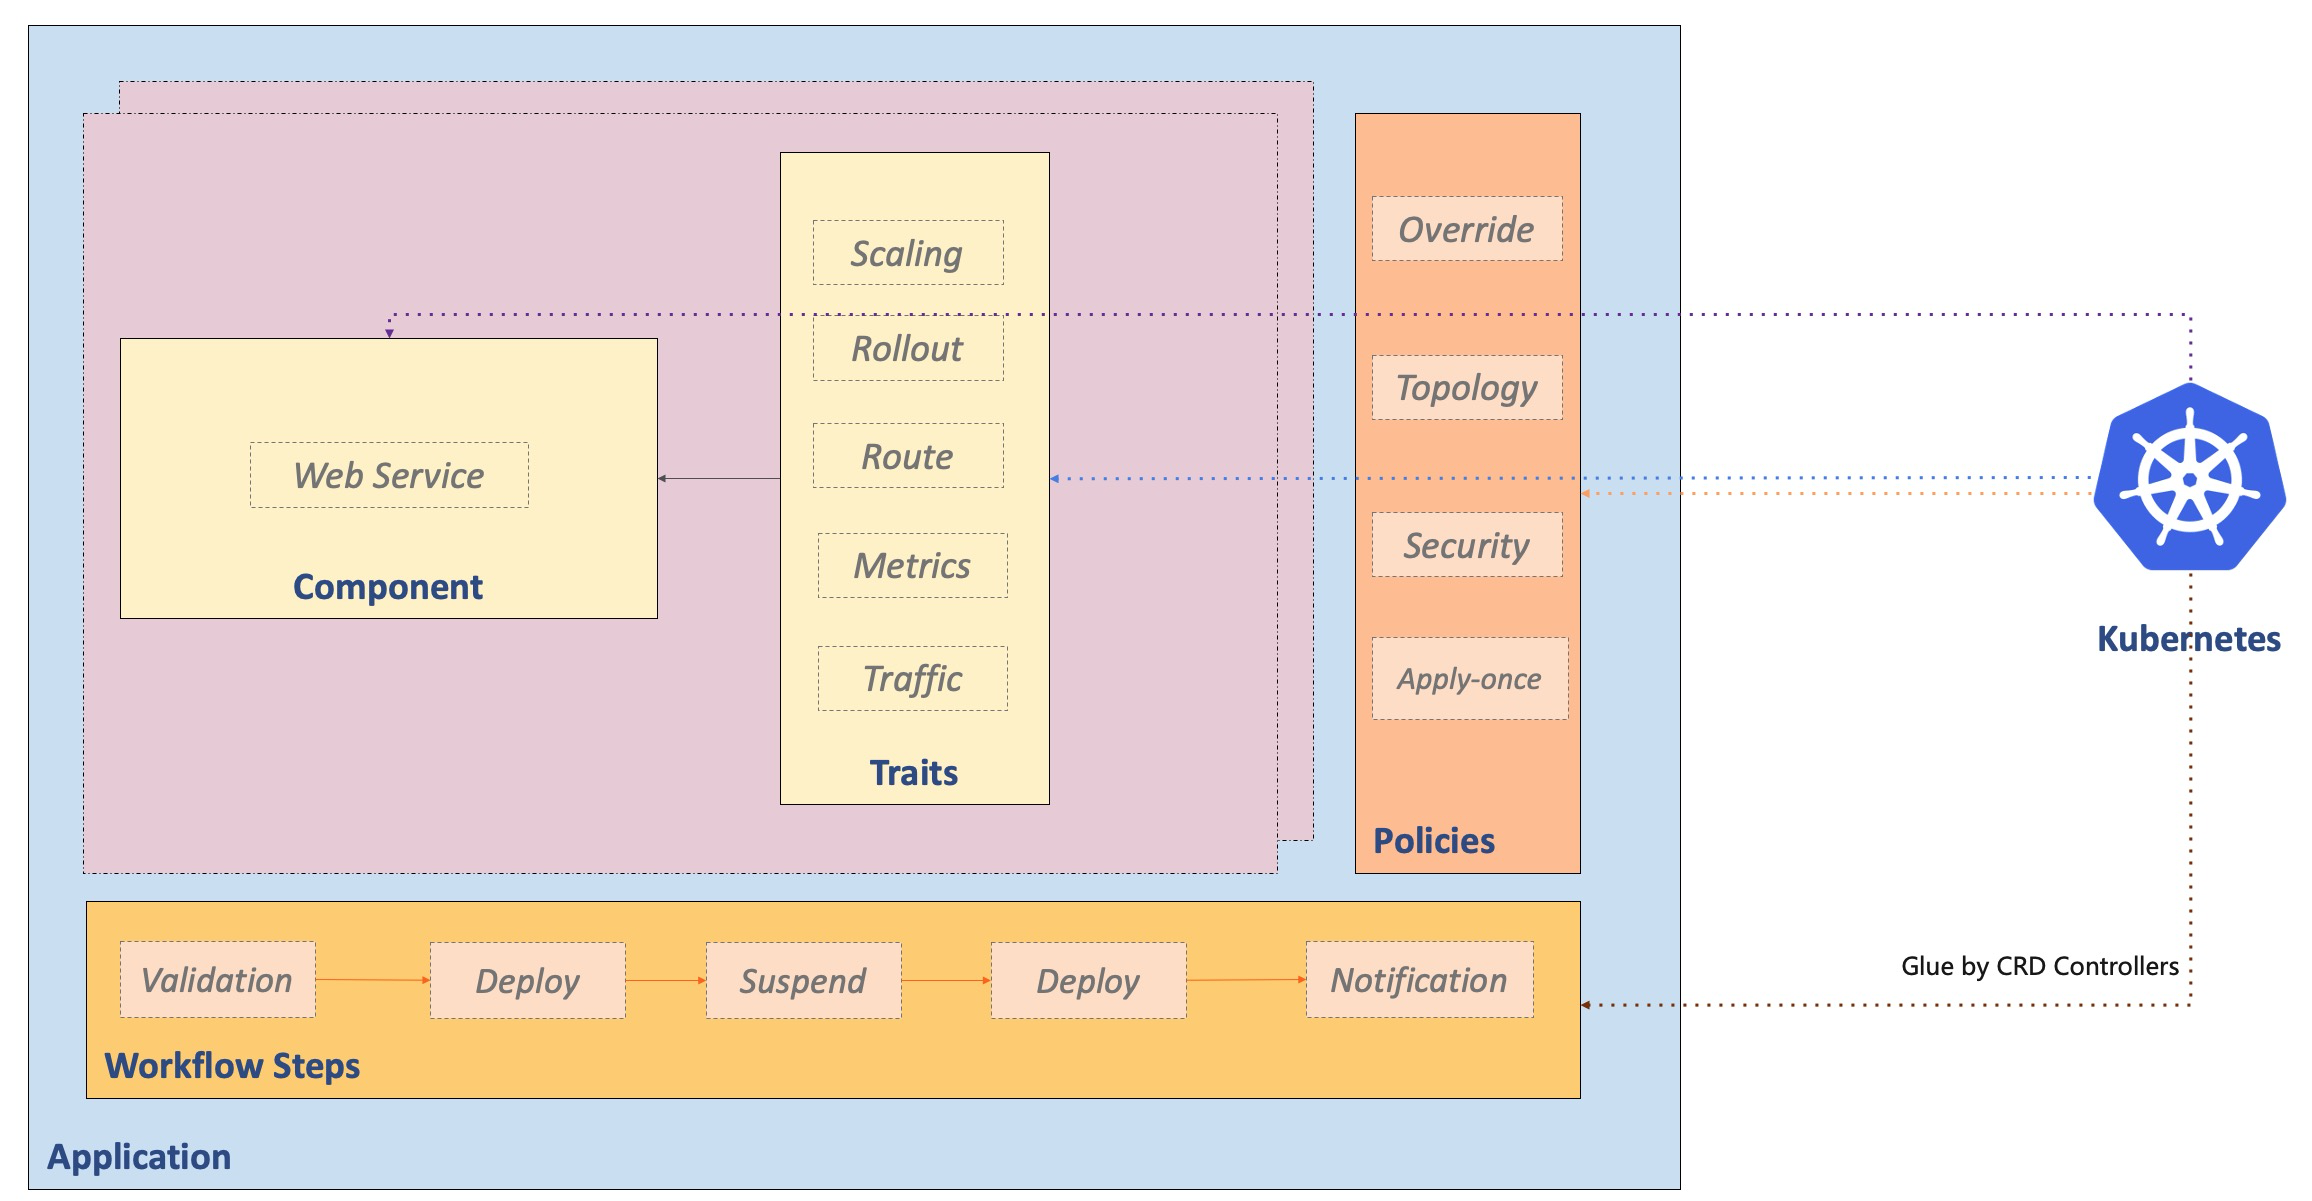 Scaling
Rollout
Route
Metrics
Traffic
Traits
Web Service
Component
Override
Topology
Security
Apply-once
Policies
Kubernetes
Glue by CRD Controllers
Validation
Deploy
Suspend
Deploy
Notification
Workflow Steps
Application